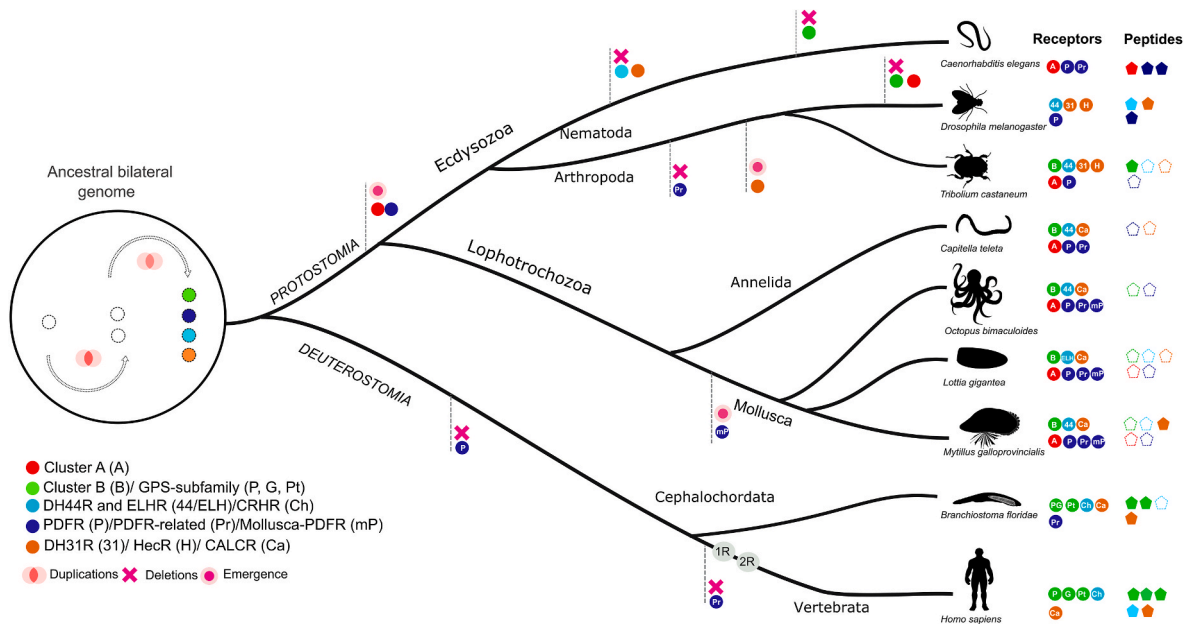 Receptors Peptides
Caenorhabditis elegans
A P Pr
Nematoda
44 31 H
P
Drosophila melanogaster
Ecdysozoa
Arthropoda
Pr
B 44 31 H
A P
Tribolium castaneum
Ancestral bilateral
genome
PROTOSTOMIA
Lophotrochozoa
Annelida
B 44 Ca
A P Pr
Capitella teleta
B 44 Ca
A P Pr mP
Octopus bimaculoides
DEUTEROSTOMIA
B ELH Ca
A P Pr mP
Lottia gigantea
Mollusca
mP
B 44 Ca
A P Pr mP
Mytillus galloprovincialis
P
Cluster A (A)
Cluster B (B)/ GPS-subfamily (P, G, Pt)
DH44R and ELHR (44/ELH)/CRHR (Ch)
PDFR (P)/PDFR-related (Pr)/Mollusca-PDFR (mP)
DH31R (31)/ HecR (H)/ CALCR (Ca)
Duplications Deletions Emergence
Cephalochordata
PG Pt Ch Ca
Pr
Branchiostoma floridae
1R
2R
Pr
Vertebrata
P G Pt Ch
Ca
Homo sapiens